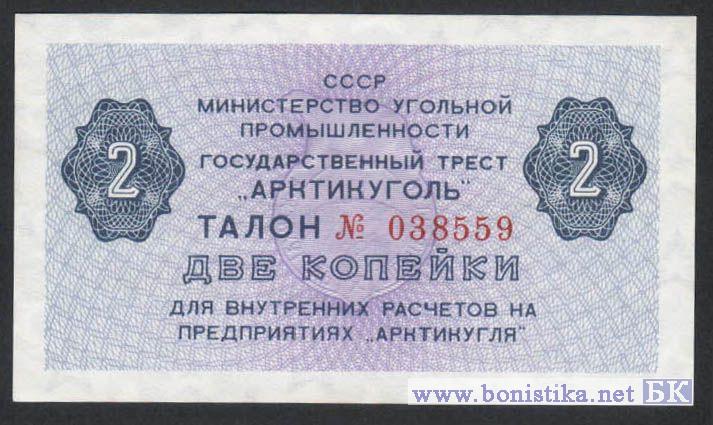 СССР
МИНИСТЕРСТВО УГОЛЬНОЙ
ПРОМЫШЛЕННОСТИ
ГОСУДАРСТВЕННЫЙ ТРЕСТ
„АРКТИКУГОЛЬ"
2 2
ТАЛОН № 038559
ДВЕ КОПЕЙКИ
ДЛЯ ВНУТРЕННИХ РАСЧЕТОВ НА
ПРЕДПРИЯТИЯХ „АРКТИКУГЛЯ"
www.bonistika.net БК